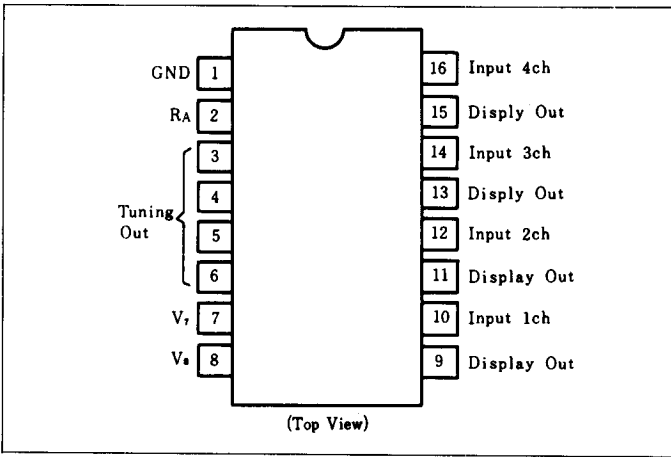 GND 1
RA 2
3
4
Tuning Out
5
6
V7 7
V8 8
16 Input 4ch
15 Disply Out
14 Input 3ch
13 Disply Out
12 Input 2ch
11 Display Out
10 Input 1ch
9 Display Out
(Top View)